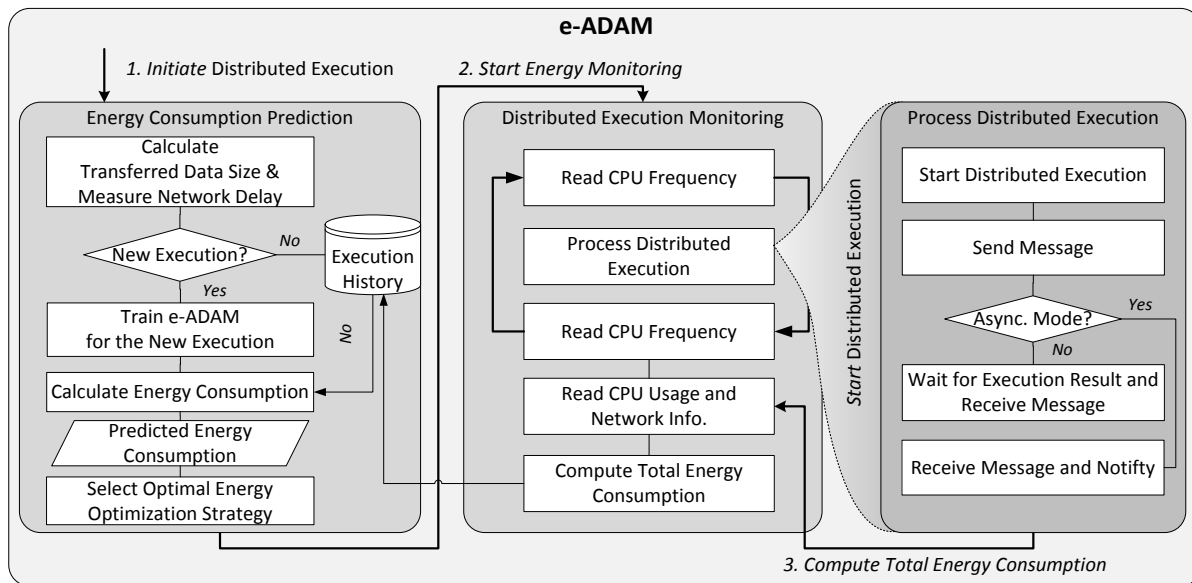 e-ADAM
1. Initiate Distributed Execution
2. Start Energy Monitoring
Energy Consumption Prediction
Calculate
Transferred Data Size &
Measure Network Delay
New Execution?
No
Execution
History
Yes
Train e-ADAM
for the New Execution
No
Calculate Energy Consumption
Predicted Energy
Consumption
Select Optimal Energy
Optimization Strategy
Distributed Execution Monitoring
Read CPU Frequency
Process Distributed
Execution
Read CPU Frequency
Read CPU Usage and
Network Info.
Compute Total Energy
Consumption
Start Distributed Execution
Process Distributed Execution
Start Distributed Execution
Send Message
Async. Mode?
Yes
No
Wait for Execution Result and
Receive Message
Receive Message and Notifty
3. Compute Total Energy Consumption